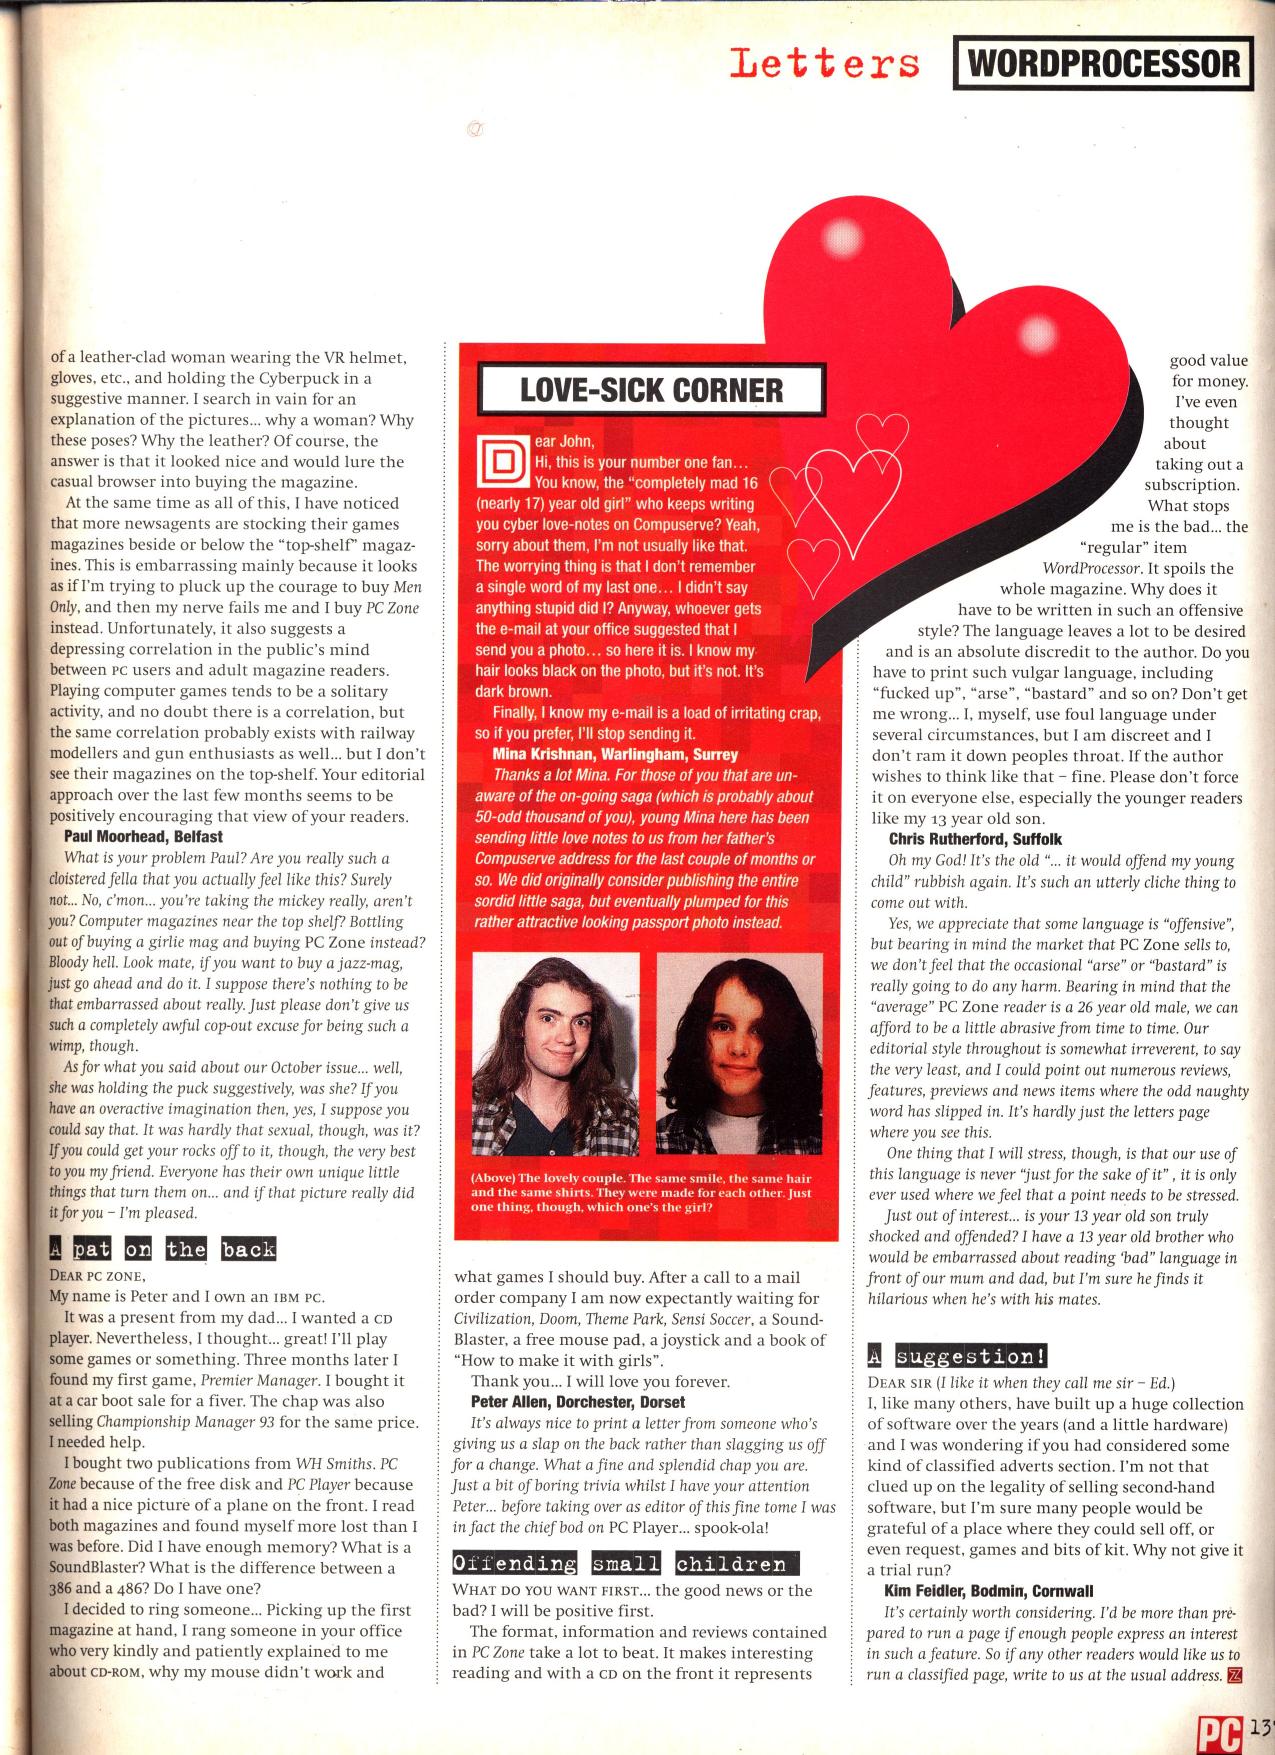 Letters WORDPROCESSOR
of a leather-clad woman wearing the VR helmet,
gloves, etc., and holding the Cyberpuck in a
suggestive manner. I search in vain for an
explanation of the pictures... why a woman? Why
these poses? Why the leather? Of course, the
answer is that it looked nice and would lure the
casual browser into buying the magazine.
At the same time as all of this, I have noticed
that more newsagents are stocking their games
magazines beside or below the “top-shelf” magaz-
ines. This is embarrassing mainly because it looks
as if I’m trying to pluck up the courage to buy Men
Only, and then my nerve fails me and I buy PC Zone
instead. Unfortunately, it also suggests a
depressing correlation in the public’s mind
between PC users and adult magazine readers.
Playing computer games tends to be a solitary
activity, and no doubt there is a correlation, but
the same correlation probably exists with railway
modellers and gun enthusiasts as well... but I don’t
see their magazines on the top-shelf. Your editorial
approach over the last few months seems to be
positively encouraging that view of your readers.
Paul Moorhead, Belfast
What is your problem Paul? Are you really such a
cloistered fella that you actually feel like this? Surely
not... No, c’mon... you’re taking the mickey really, aren’t
you? Computer magazines near the top shelf? Bottling
out of buying a girlie mag and buying PC Zone instead?
Bloody hell. Look mate, if you want to buy a jazz-mag,
just go ahead and do it. I suppose there’s nothing to be
that embarrassed about really. Just please don’t give us
such a completely awful cop-out excuse for being such a
wimp, though.
As for what you said about our October issue... well,
she was holding the puck suggestively, was she? If you
have an overactive imagination then, yes, I suppose you
could say that. It was hardly that sexual, though, was it?
If you could get your rocks off to it, though, the very best
to you my friend. Everyone has their own unique little
things that turn them on... and if that picture really did
it for you – I’m pleased.
A pat on the back
DEAR PC ZONE,
My name is Peter and I own an IBM PC.
It was a present from my dad... I wanted a CD
player. Nevertheless, I thought... great! I’ll play
some games or something. Three months later I
found my first game, Premier Manager. I bought it
at a car boot sale for a fiver. The chap was also
selling Championship Manager 93 for the same price.
I needed help.
I bought two publications from WH Smiths. PC
Zone because of the free disk and PC Player because
it had a nice picture of a plane on the front. I read
both magazines and found myself more lost than I
was before. Did I have enough memory? What is a
SoundBlaster? What is the difference between a
386 and a 486? Do I have one?
I decided to ring someone... Picking up the first
magazine at hand, I rang someone in your office
who very kindly and patiently explained to me
about CD-ROM, why my mouse didn’t work and
LOVE-SICK CORNER
Dear John,
Hi, this is your number one fan...
You know, the “completely mad 16
(nearly 17) year old girl” who keeps writing
you cyber love-notes on Compuserve? Yeah,
sorry about them, I’m not usually like that.
The worrying thing is that I don’t remember
a single word of my last one... I didn’t say
anything stupid did I? Anyway, whoever gets
the e-mail at your office suggested that I
send you a photo... so here it is. I know my
hair looks black on the photo, but it’s not. It’s
dark brown.
Finally, I know my e-mail is a load of irritating crap,
so if you prefer, I’ll stop sending it.
Mina Krishnan, Warlingham, Surrey
Thanks a lot Mina. For those of you that are un-
aware of the on-going saga (which is probably about
50-odd thousand of you), young Mina here has been
sending little love notes to us from her father’s
Compuserve address for the last couple of months or
so. We did originally consider publishing the entire
sordid little saga, but eventually plumped for this
rather attractive looking passport photo instead.
(Above) The lovely couple. The same smile, the same hair
and the same shirts. They were made for each other. Just
one thing, though, which one’s the girl?
what games I should buy. After a call to a mail
order company I am now expectantly waiting for
Civilization, Doom, Theme Park, Sensi Soccer, a Sound-
Blaster, a free mouse pad, a joystick and a book of
“How to make it with girls”.
Thank you... I will love you forever.
Peter Allen, Dorchester, Dorset
It’s always nice to print a letter from someone who’s
giving us a slap on the back rather than slagging us off
for a change. What a fine and splendid chap you are.
Just a bit of boring trivia whilst I have your attention
Peter... before taking over as editor of this fine tome I was
in fact the chief bod on PC Player... spook-ola!
Offending small children
WHAT DO YOU WANT FIRST... the good news or the
bad? I will be positive first.
The format, information and reviews contained
in PC Zone take a lot to beat. It makes interesting
reading and with a CD on the front it represents
good value
for money.
I’ve even
thought
about
taking out a
subscription.
What stops
me is the bad... the
“regular” item
WordProcessor. It spoils the
whole magazine. Why does it
have to be written in such an offensive
style? The language leaves a lot to be desired
and is an absolute discredit to the author. Do you
have to print such vulgar language, including
“fucked up”, “arse”, “bastard” and so on? Don’t get
me wrong... I, myself, use foul language under
several circumstances, but I am discreet and I
don’t ram it down peoples throat. If the author
wishes to think like that – fine. Please don’t force
it on everyone else, especially the younger readers
like my 13 year old son.
Chris Rutherford, Suffolk
Oh my God! It’s the old “... it would offend my young
child” rubbish again. It’s such an utterly cliche thing to
come out with.
Yes, we appreciate that some language is “offensive”,
but bearing in mind the market that PC Zone sells to,
we don’t feel that the occasional “arse” or “bastard” is
really going to do any harm. Bearing in mind that the
“average” PC Zone reader is a 26 year old male, we can
afford to be a little abrasive from time to time. Our
editorial style throughout is somewhat irreverent, to say
the very least, and I could point out numerous reviews,
features, previews and news items where the odd naughty
word has slipped in. It’s hardly just the letters page
where you see this.
One thing that I will stress, though, is that our use of
this language is never “just for the sake of it” , it is only
ever used where we feel that a point needs to be stressed.
Just out of interest... is your 13 year old son truly
shocked and offended? I have a 13 year old brother who
would be embarrassed about reading ‘bad” language in
front of our mum and dad, but I’m sure he finds it
hilarious when he’s with his mates.
A suggestion!
DEAR SIR (I like it when they call me sir – Ed.)
I, like many others, have built up a huge collection
of software over the years (and a little hardware)
and I was wondering if you had considered some
kind of classified adverts section. I’m not that
clued up on the legality of selling second-hand
software, but I’m sure many people would be
grateful of a place where they could sell off, or
even request, games and bits of kit. Why not give it
a trial run?
Kim Feidler, Bodmin, Cornwall
It’s certainly worth considering. I’d be more than pre-
pared to run a page if enough people express an interest
in such a feature. So if any other readers would like us to
run a classified page, write to us at the usual address. Z
PC